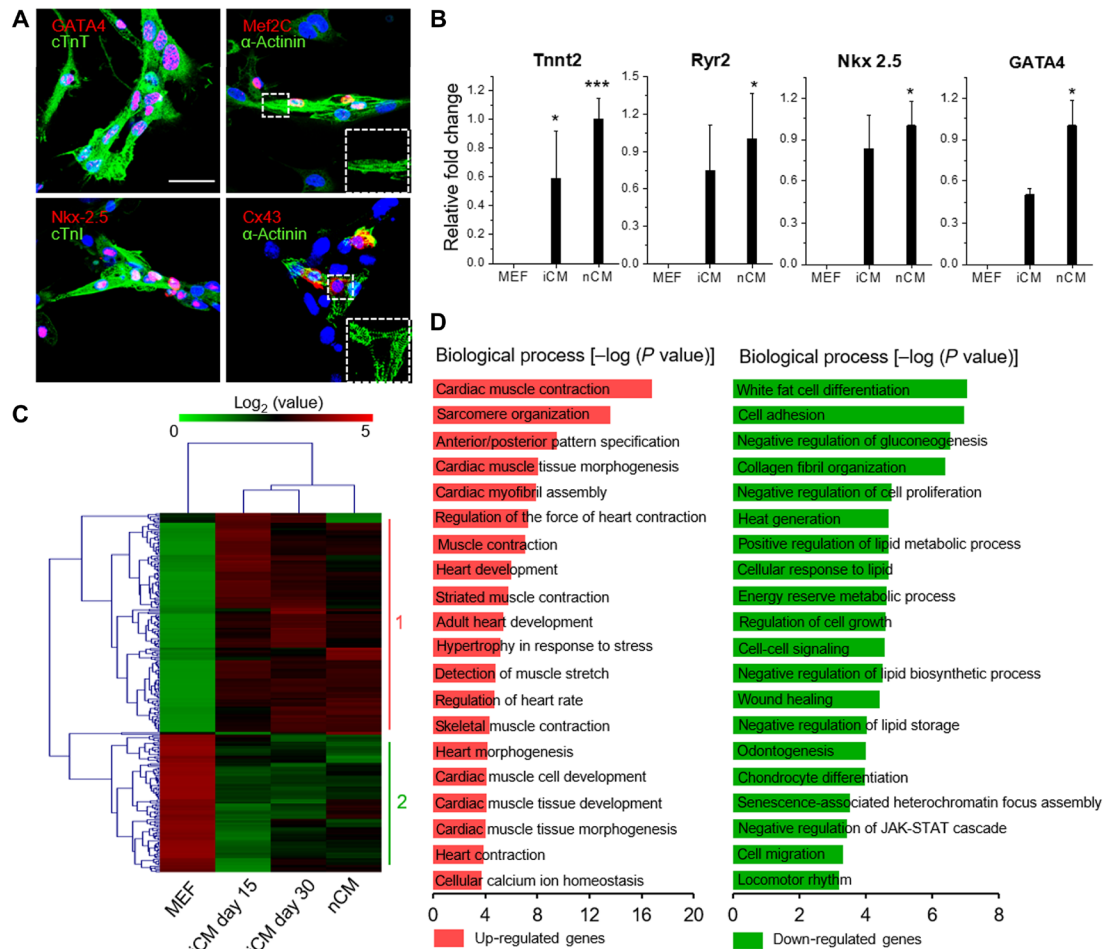 A
GATA4
cTnT
Mef2C
α-Actinin
Nkx-2.5
cTnI
Cx43
α-Actinin
B
Relative fold change
Tnnt2
***
*
1.2
1.0
0.8
0.6
0.4
0.2
0.0
MEF iCM nCM
Ryr2
*
1.5
1.2
0.9
0.6
0.3
0.0
MEF iCM nCM
Nkx 2.5
*
1.2
0.9
0.6
0.3
0.0
MEF iCM nCM
GATA4
*
1.2
0.9
0.6
0.3
0.0
MEF iCM nCM
C
Log2 (value)
0 5
1
2
MEF
iCM day 15
iCM day 30
nCM
D
Biological process [–log (P value)]
Cardiac muscle contraction
Sarcomere organization
Anterior/posterior pattern specification
Cardiac muscle tissue morphogenesis
Cardiac myofibril assembly
Regulation of the force of heart contraction
Muscle contraction
Heart development
Striated muscle contraction
Adult heart development
Hypertrophy in response to stress
Detection of muscle stretch
Regulation of heart rate
Skeletal muscle contraction
Heart morphogenesis
Cardiac muscle cell development
Cardiac muscle tissue development
Cardiac muscle tissue morphogenesis
Heart contraction
Cellular calcium ion homeostasis
0 4 8 12 16 20
Up-regulated genes
Biological process [–log (P value)]
White fat cell differentiation
Cell adhesion
Negative regulation of gluconeogenesis
Collagen fibril organization
Negative regulation of cell proliferation
Heat generation
Positive regulation of lipid metabolic process
Cellular response to lipid
Energy reserve metabolic process
Regulation of cell growth
Cell-cell signaling
Negative regulation of lipid biosynthetic process
Wound healing
Negative regulation of lipid storage
Odontogenesis
Chondrocyte differentiation
Senescence-associated heterochromatin focus assembly
Negative regulation of JAK-STAT cascade
Cell migration
Locomotor rhythm
0 2 4 6 8
Down-regulated genes